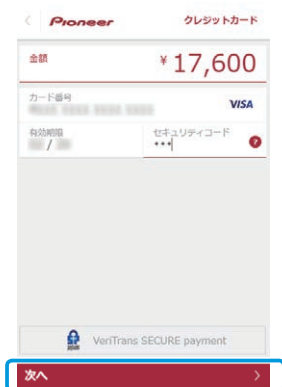 Pioneer
クレジットカード
金額
¥ 17,600
カード番号
VISA
有効期限
セキュリティコード
/
•••
?
VeriTrans SECURE payment
次へ